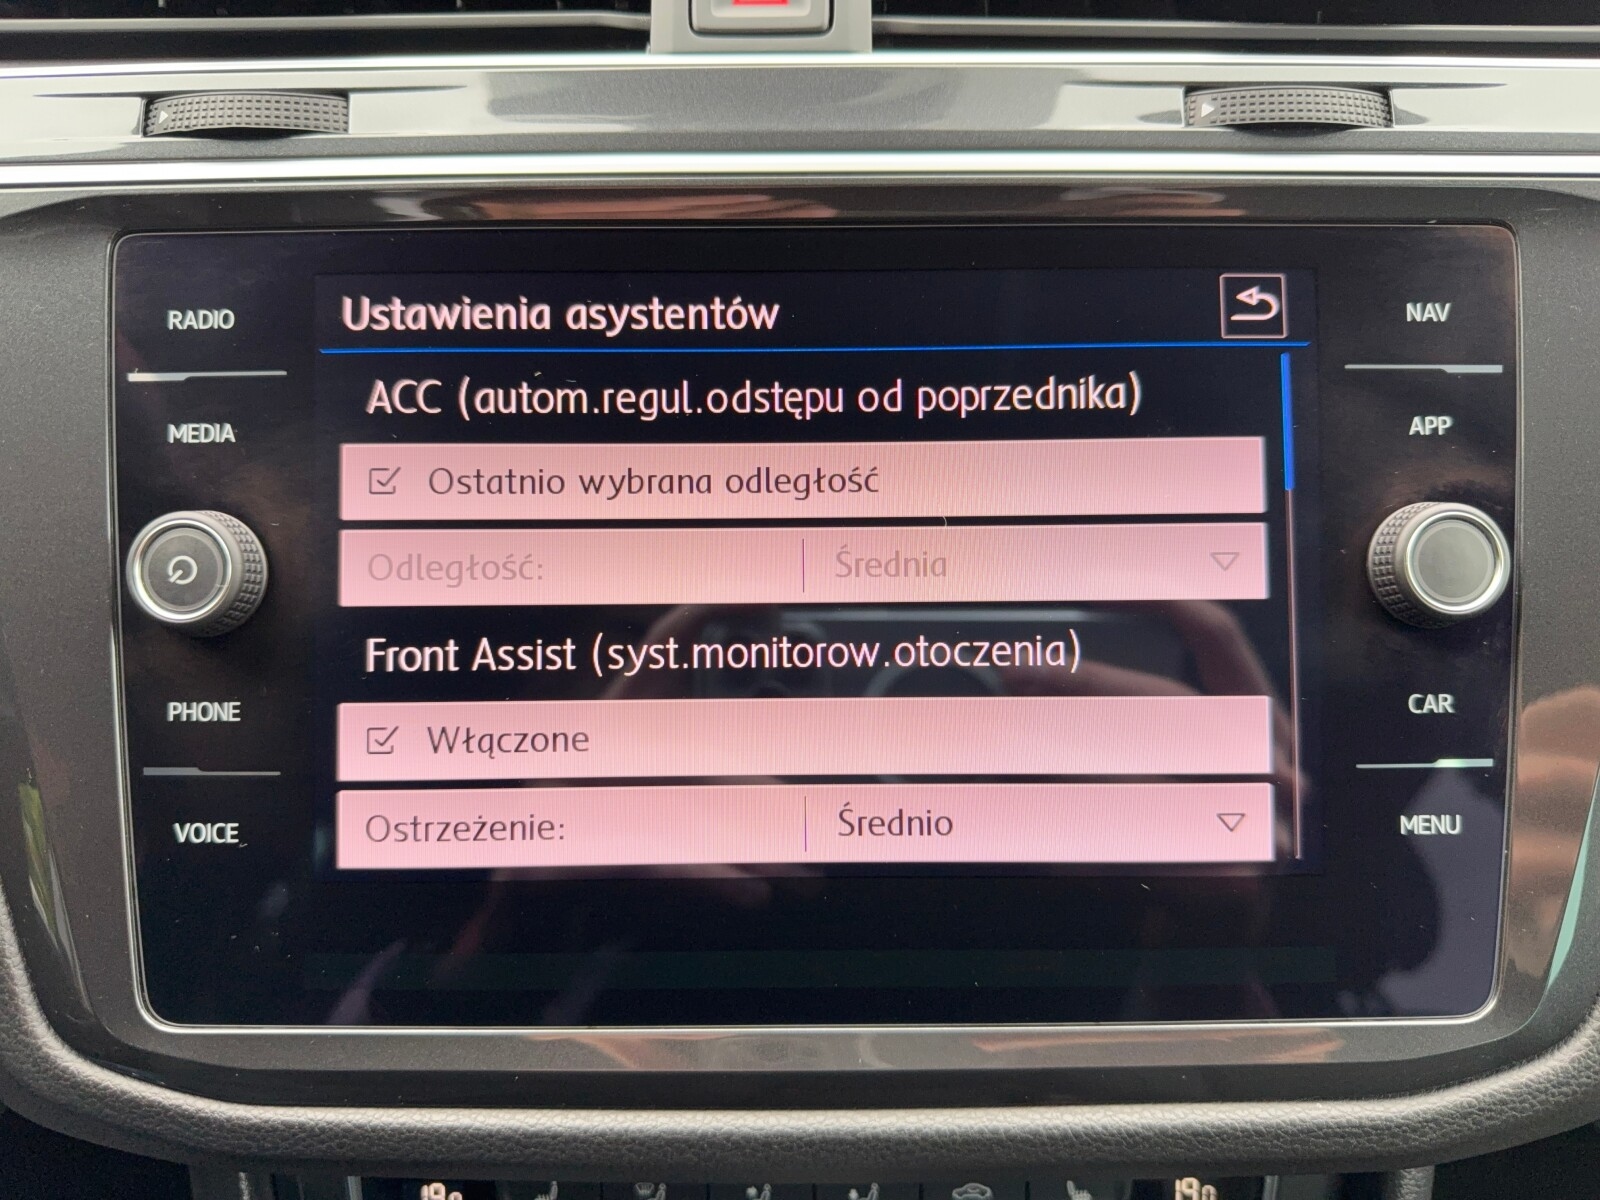 RADIO
MEDIA
PHONE
VOICE
Ustawienia asystentów
ACC (autom.regul.odstępu od poprzednika)
Ostatnio wybrana odległość
Odległość: Średnia
Front Assist (syst.monitorow.otoczenia)
Włączone
Ostrzeżenie: Średnio
NAV
APP
CAR
MENU